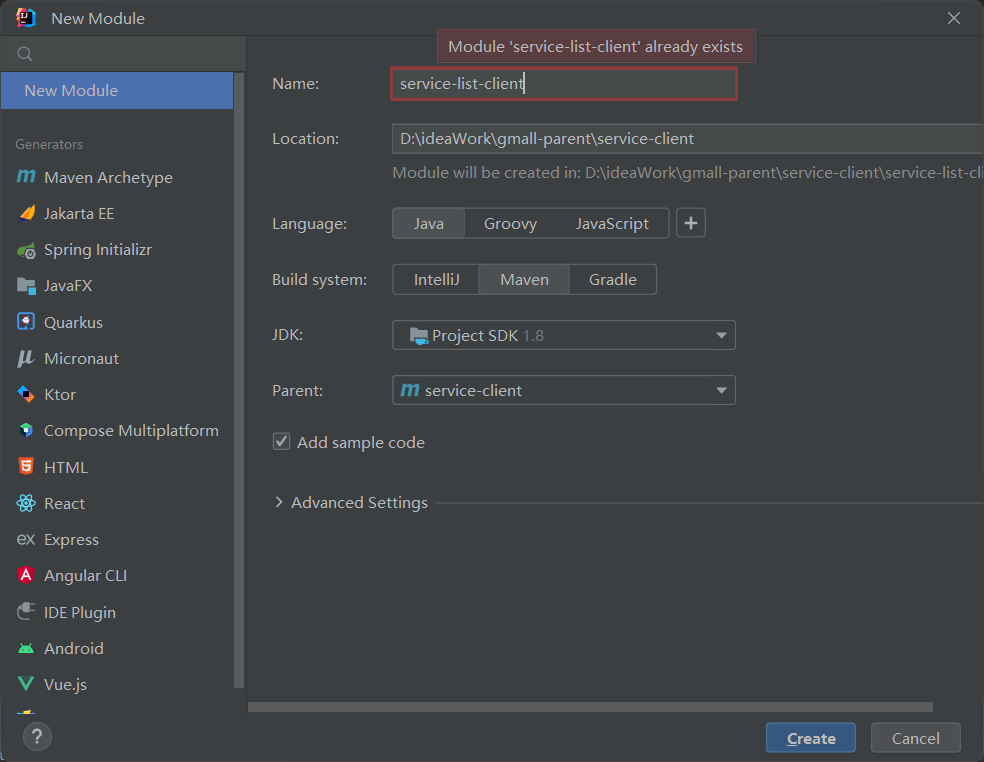 New Module
Module 'service-list-client' already exists
Name:
service-list-client
New Module
Location:
D:\ideaWork\gmall-parent\service-client
Module will be created in: D:\ideaWork\gmall-parent\service-client\service-list-cli
Generators
Maven Archetype
Jakarta EE
Spring Initializr
JavaFX
Quarkus
Micronaut
Ktor
Compose Multiplatform
HTML
React
Express
Angular CLI
IDE Plugin
Android
Vue.js
Language:
Java Groovy JavaScript +
Build system:
IntelliJ Maven Gradle
JDK:
Project SDK 1.8
Parent:
m service-client
Add sample code
Advanced Settings
?
Create
Cancel